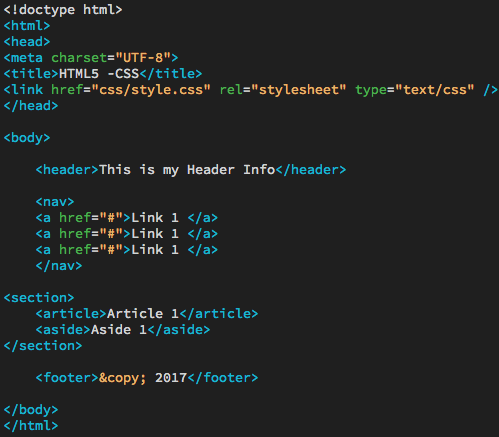 <!doctype html>
<html>
<head>
<meta charset="UTF-8">
<title>HTML5 -CSS</title>
<link href="css/style.css" rel="stylesheet" type="text/css" />
</head>
<body>
<header>This is my Header Info</header>
<nav>
<a href="#">Link 1 </a>
<a href="#">Link 1 </a>
<a href="#">Link 1 </a>
</nav>
<section>
<article>Article 1</article>
<aside>Aside 1</aside>
</section>
<footer>&copy; 2017</footer>
</body>
</html>